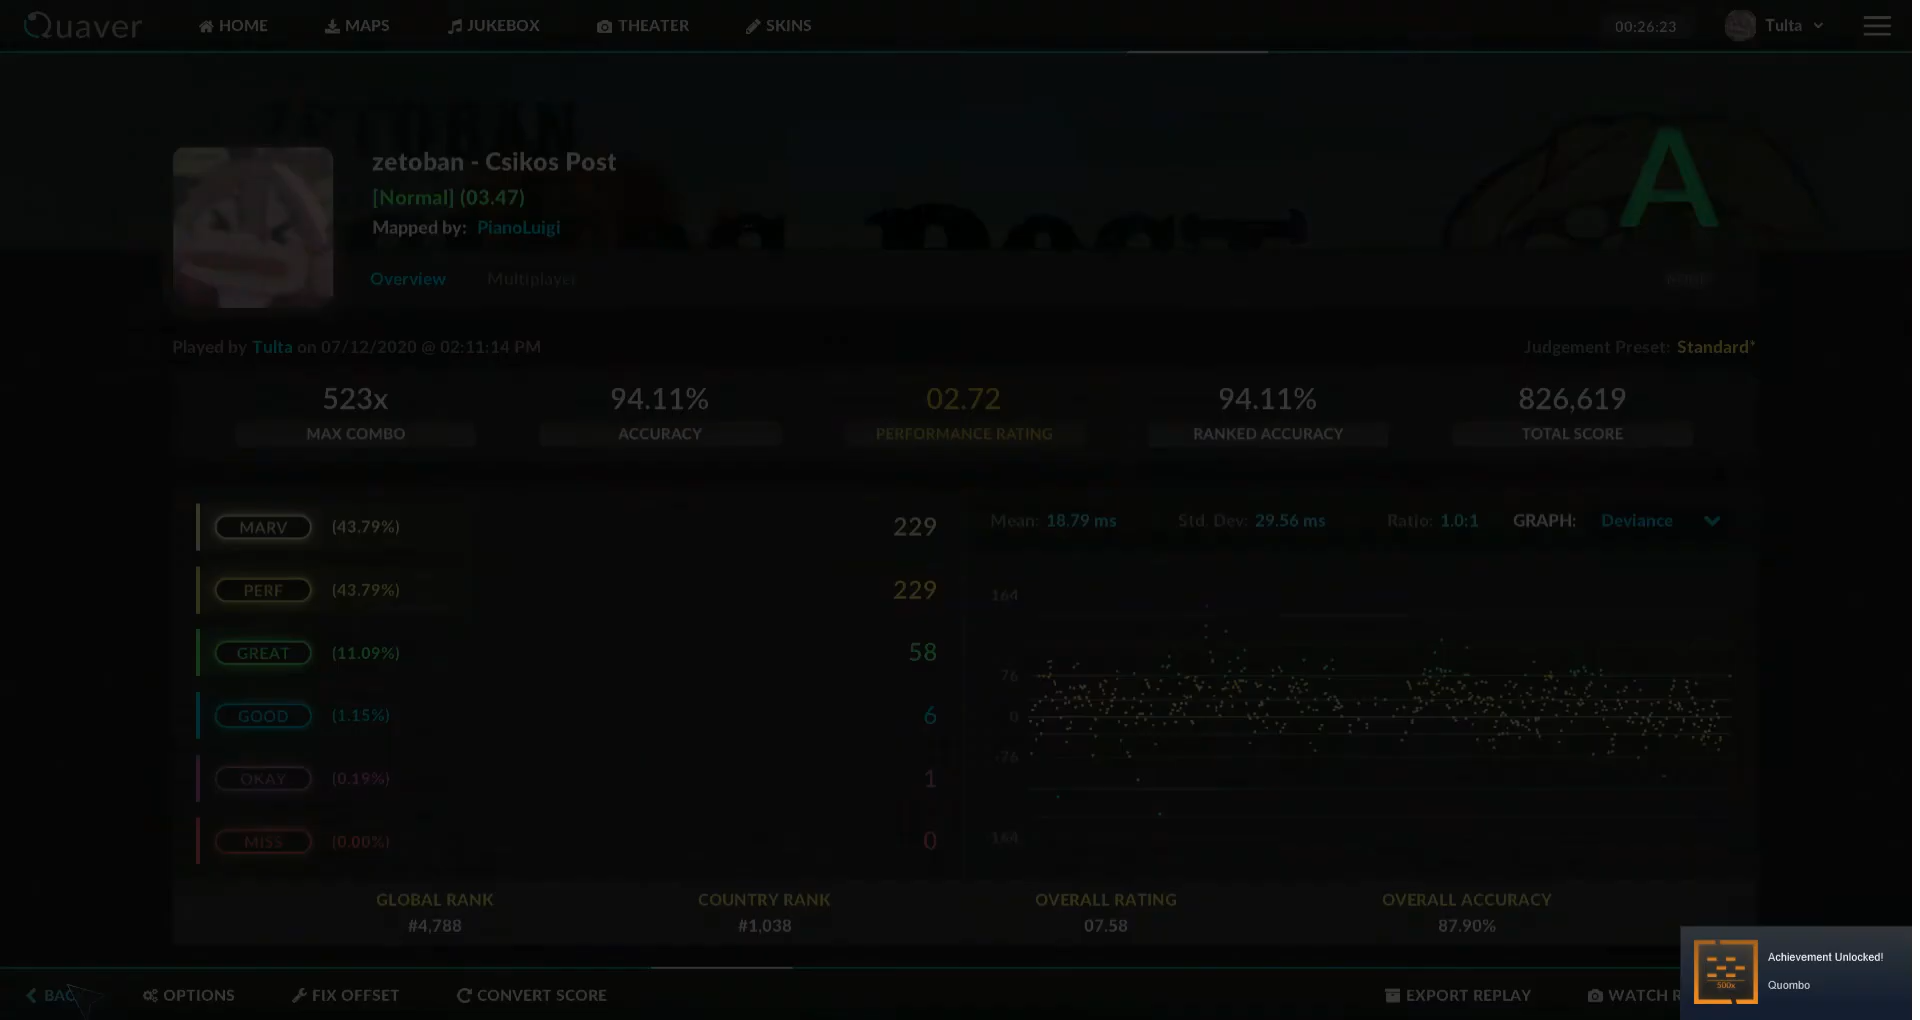 Quaver HOME MAPS JUKEBOX THEATER SKINS 00:26:23 Tulta
ZETOBAN
zetoban - Csikos Post
[Normal] (03.47)
Mapped by: PianoLuigi
A
Overview Multiplayer
Played by Tulta on 07/12/2020 @ 02:11:14 PM
Judgement Preset: Standard*
523x 94.11% 02.72 94.11% 826,619
MAX COMBO ACCURACY PERFORMANCE RATING RANKED ACCURACY TOTAL SCORE
MARV (43.79%) 229
PERF (43.79%) 229
GREAT (11.09%) 58
GOOD (1.15%) 6
OKAY (0.19%) 1
MISS (0.00%) 0
Mean: 18.79 ms Std. Dev: 29.56 ms Ratio: 1.0:1 GRAPH: Deviance
164
76
0
-76
164
GLOBAL RANK COUNTRY RANK OVERALL RATING OVERALL ACCURACY
#4,788 #1,038 07.58 87.90%
OPTIONS FIX OFFSET CONVERT SCORE EXPORT REPLAY WATCH
Achievement Unlocked!
500x
Quombo